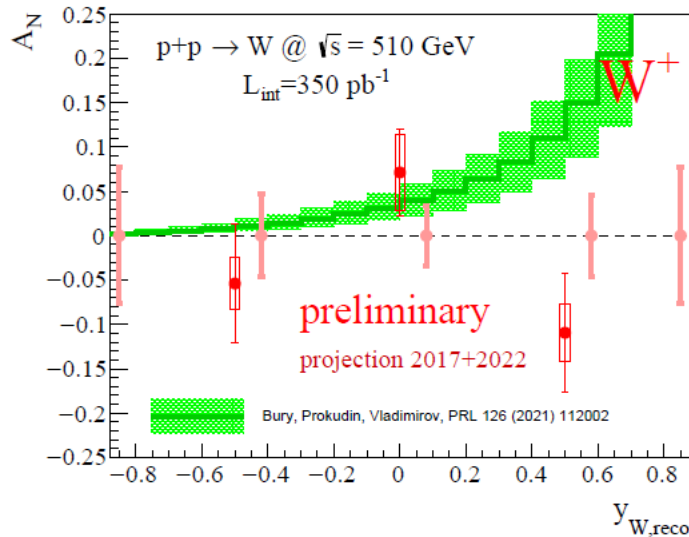 A_N
0.25
0.2
0.15
0.1
0.05
0
−0.05
−0.1
−0.15
−0.2
−0.25
p+p → W @ √s = 510 GeV
L_int=350 pb⁻¹
W⁺
preliminary
projection 2017+2022
Bury, Prokudin, Vladimirov, PRL 126 (2021) 112002
−0.8 −0.6 −0.4 −0.2 0 0.2 0.4 0.6 0.8
y_W,reco